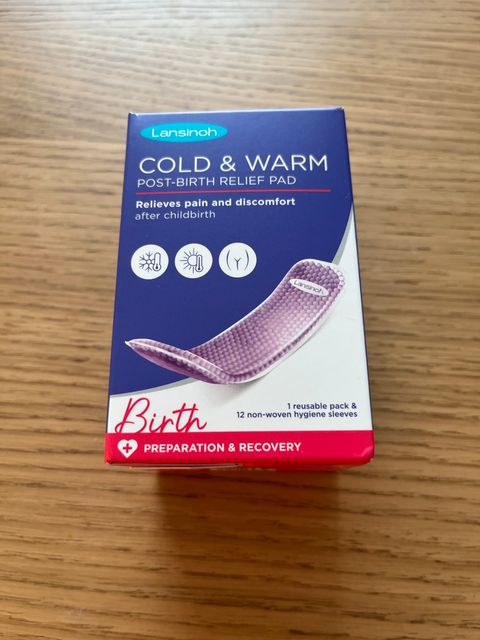 Lansinoh
COLD & WARM
POST-BIRTH RELIEF PAD
Relieves pain and discomfort
after childbirth
Lansinoh
Birth
1 reusable pack &
12 non-woven hygiene sleeves
PREPARATION & RECOVERY